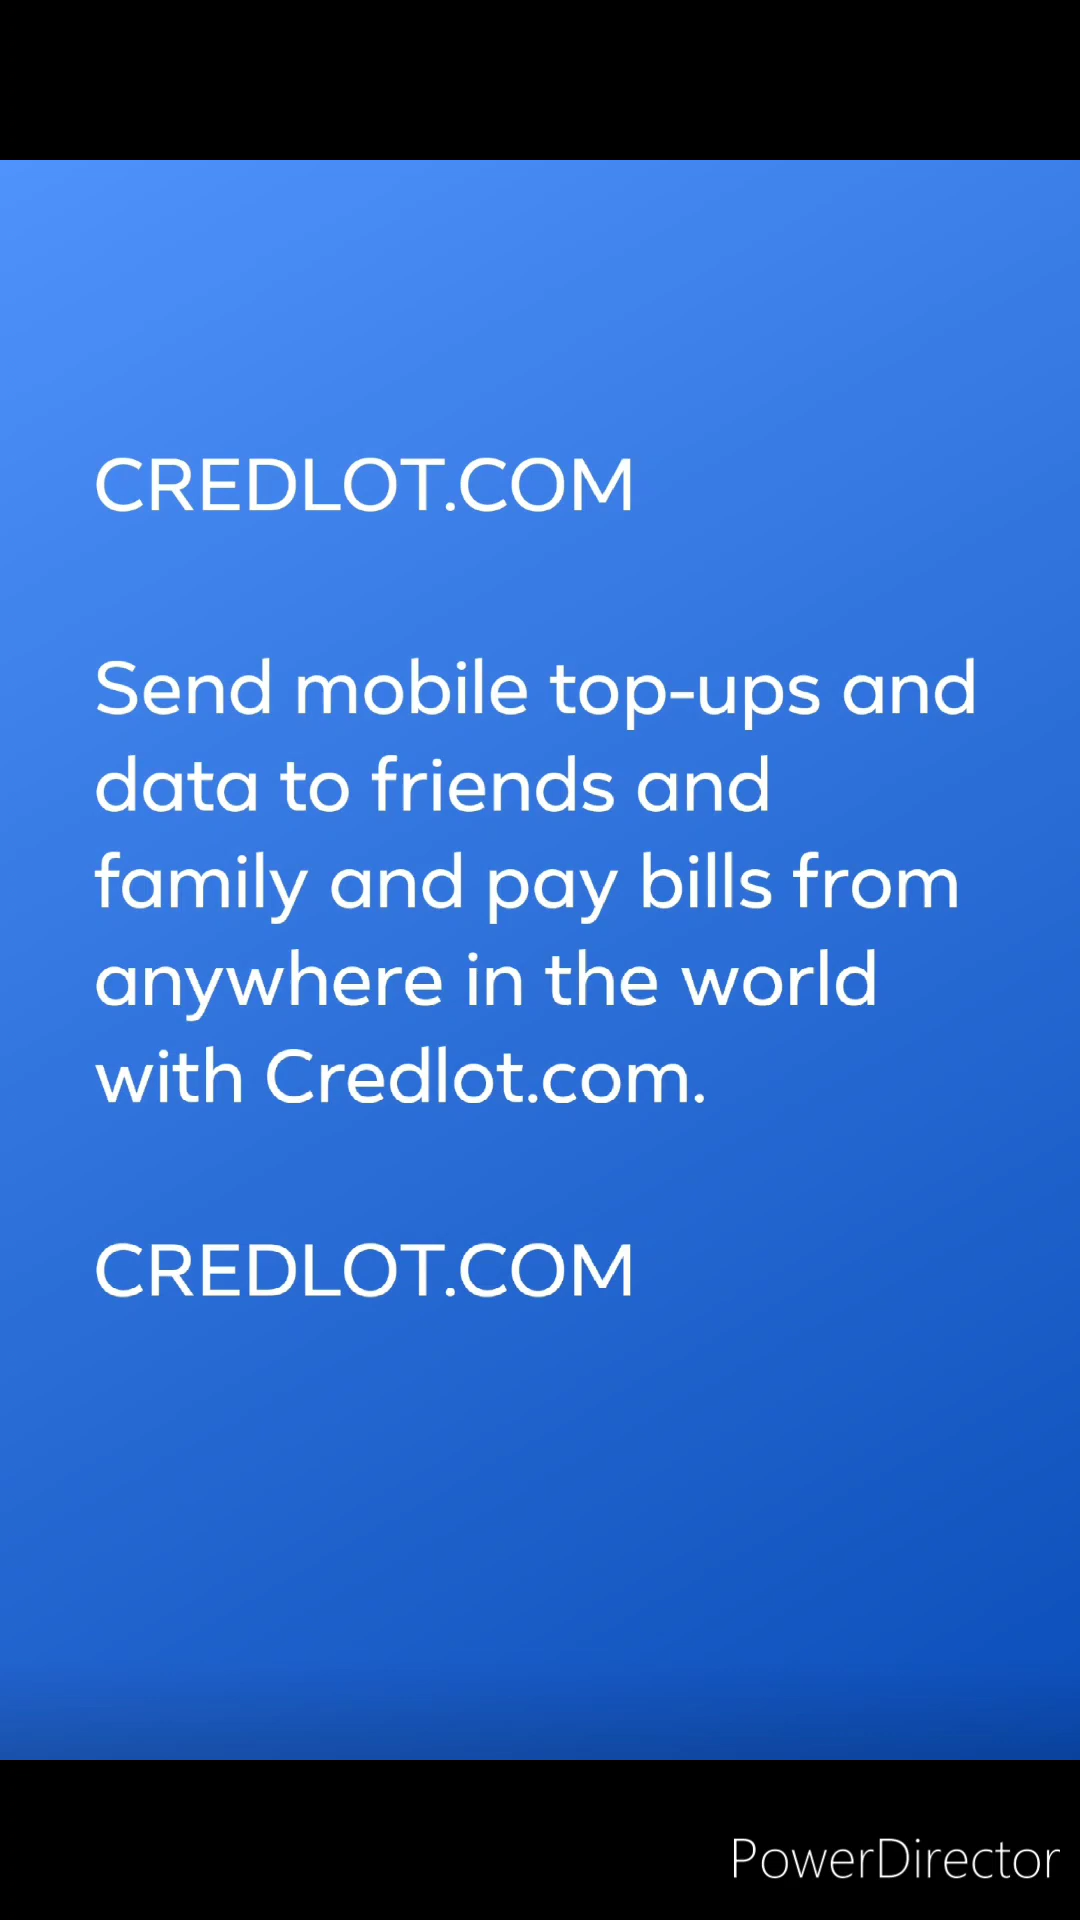 CREDLOT.COM
Send mobile top-ups and
data to friends and
family and pay bills from
anywhere in the world
with Credlot.com.
CREDLOT.COM
PowerDirector